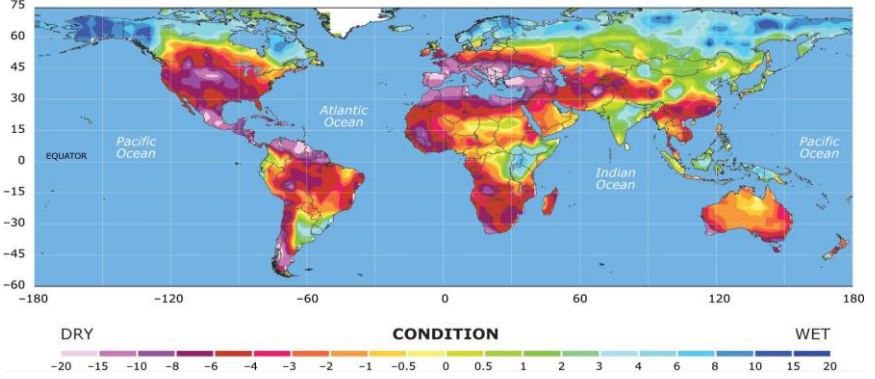 75
60
45
30
Atlantic
Ocean
15
Pacific
Ocean
Pacific
Ocean
EQUATOR
0
Indian
Ocean
−15
−30
−45
−60
−180 −120 −60 0 60 120 180
DRY CONDITION WET
−20 −15 −10 −8 −6 −4 −3 −2 −1 −0.5 0 0.5 1 2 3 4 6 8 10 15 20